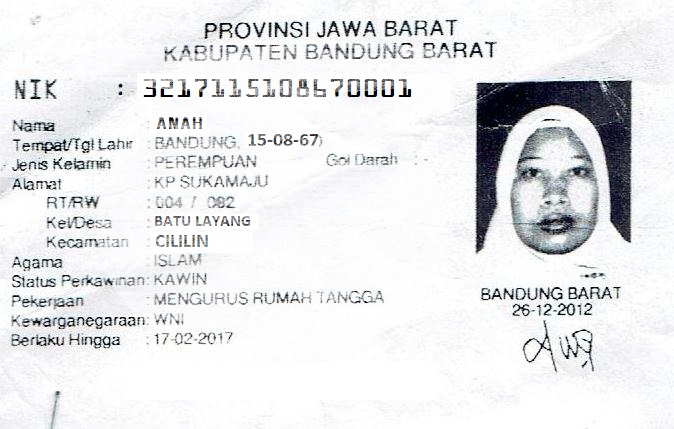 PROVINSI JAWA BARAT
KABUPATEN BANDUNG BARAT
NIK : 3217115108670001
Nama : ANAH
Tempat/Tgl Lahir : BANDUNG, 15-08-67)
Jenis Kelamin : PEREMPUAN Gol Darah : -
Alamat : KP SUKAMAJU
RT/RW : 004 / 002
Kel/Desa : BATU LAYANG
Kecamatan : CILILIN
Agama : ISLAM
Status Perkawinan: KAWIN
Pekerjaan : MENGURUS RUMAH TANGGA
Kewarganegaraan: WNI
Berlaku Hingga : 17-02-2017
BANDUNG BARAT
26-12-2012